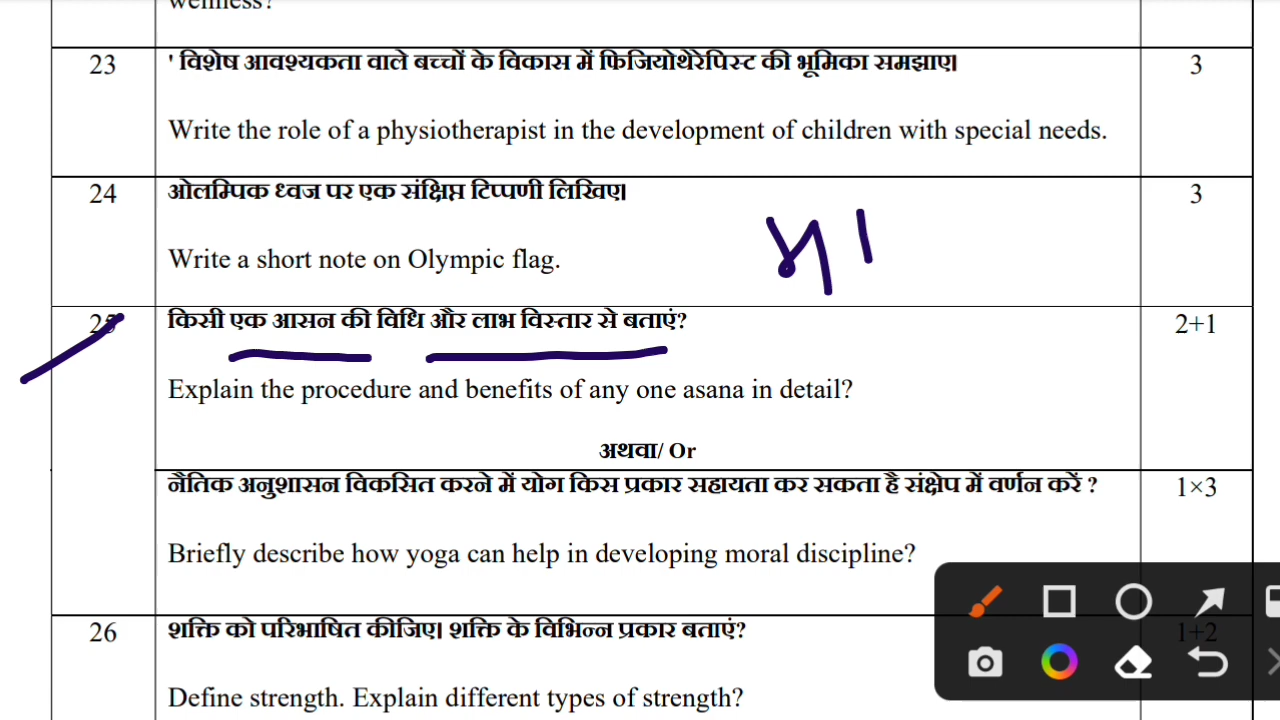 wellness?
23 ' विशेष आवश्यकता वाले बच्चों के विकास में फिजियोथेरेपिस्ट की भूमिका समझाए। 3
Write the role of a physiotherapist in the development of children with special needs.
24 ओलम्पिक ध्वज पर एक संक्षिप्त टिप्पणी लिखिए। 3
Write a short note on Olympic flag.
25 किसी एक आसन की विधि और लाभ विस्तार से बताएं? 2+1
Explain the procedure and benefits of any one asana in detail?
अथवा/ Or
नैतिक अनुशासन विकसित करने में योग किस प्रकार सहायता कर सकता है संक्षेप में वर्णन करें ? 1×3
Briefly describe how yoga can help in developing moral discipline?
26 शक्ति को परिभाषित कीजिए। शक्ति के विभिन्न प्रकार बताएं? 1+2
Define strength. Explain different types of strength?